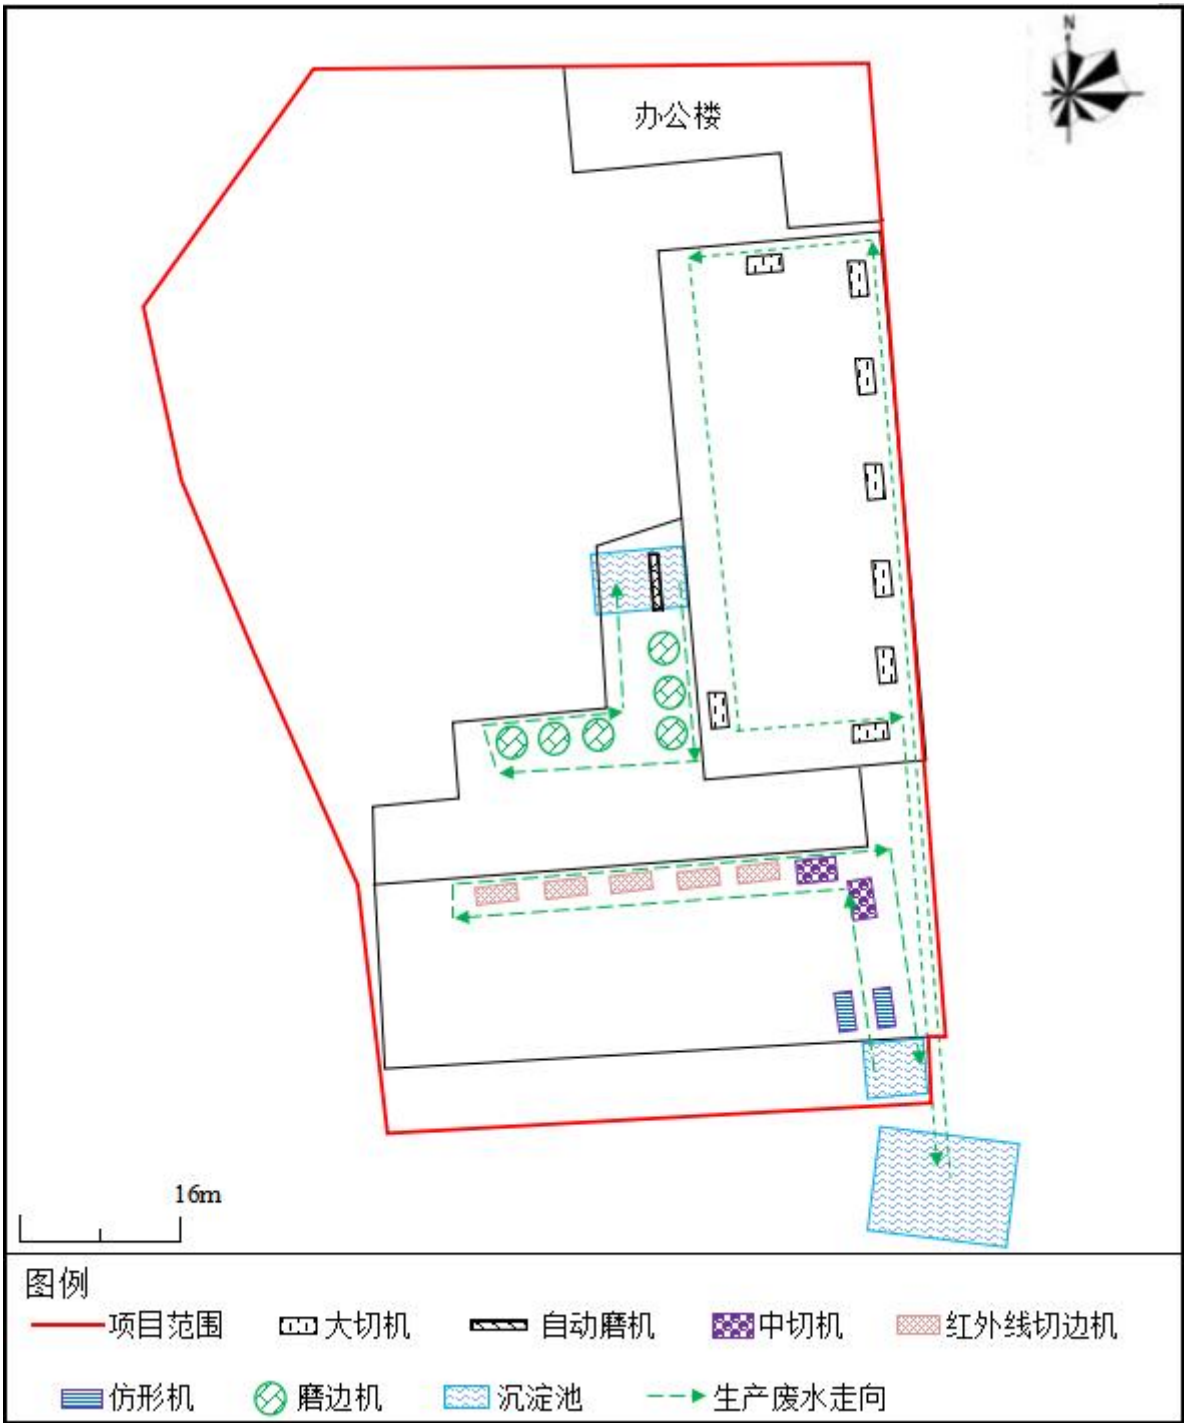 N
办公楼
16m
图例
项目范围 大切机 自动磨机 中切机 红外线切边机
仿形机 磨边机 沉淀池 生产废水走向